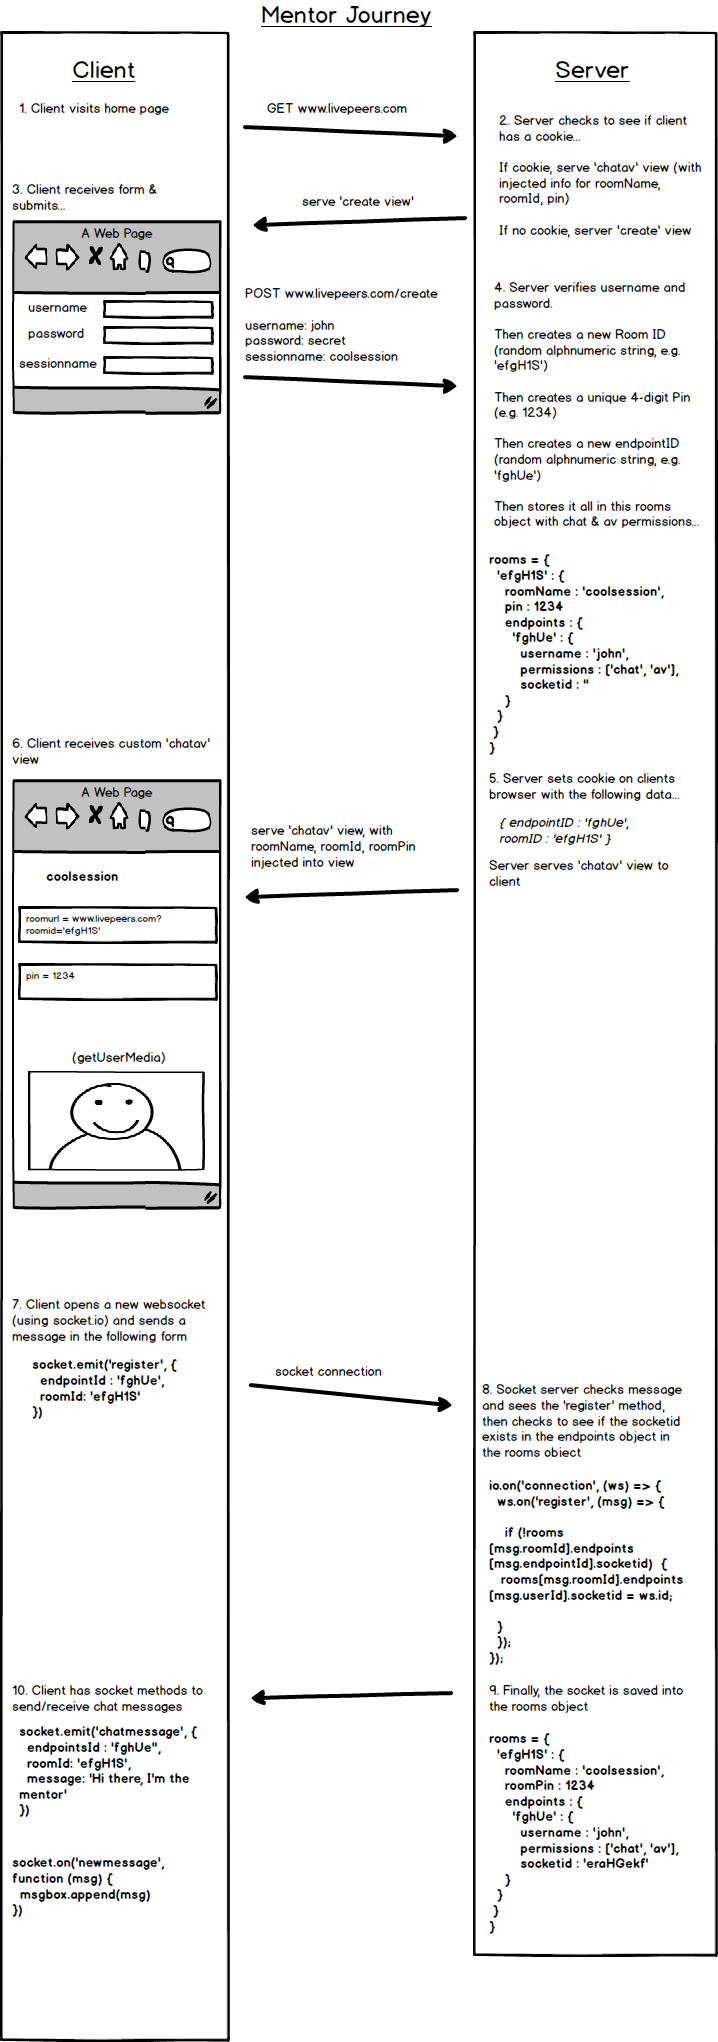 Mentor Journey
Client
Server
1. Client visits home page
GET www.livepeers.com
2. Server checks to see if client
has a cookie...
If cookie, serve 'chatav' view (with
injected info for roomName,
roomId, pin)
If no cookie, server 'create' view
3. Client receives form &
submits...
serve 'create view'
A Web Page
username
password
sessionname
POST www.livepeers.com/create
username: john
password: secret
sessionname: coolsession
4. Server verifies username and
password.
Then creates a new Room ID
(random alphnumeric string, e.g.
'efgH1S')
Then creates a unique 4-digit Pin
(e.g. 1234)
Then creates a new endpointID
(random alphnumeric string, e.g.
'fghUe')
Then stores it all in this rooms
object with chat & av permissions...
rooms = {
'efgH1S' : {
roomName : 'coolsession',
pin : 1234
endpoints : {
'fghUe' : {
username : 'john',
permissions : ['chat', 'av'],
socketid : ''
}
}
}
}
5. Server sets cookie on clients
browser with the following data...
{ endpointID : 'fghUe',
roomID : 'efgH1S' }
Server serves 'chatav' view to
client
serve 'chatav' view, with
roomName, roomId, roomPin
injected into view
6. Client receives custom 'chatav'
view
A Web Page
coolsession
roomurl = www.livepeers.com?
roomid='efgH1S'
pin = 1234
(getUserMedia)
7. Client opens a new websocket
(using socket.io) and sends a
message in the following form
socket.emit('register', {
endpointId : 'fghUe',
roomId: 'efgH1S'
})
socket connection
8. Socket server checks message
and sees the 'register' method,
then checks to see if the socketid
exists in the endpoints object in
the rooms object
io.on('connection', (ws) => {
ws.on('register', (msg) => {
if (!rooms
[msg.roomId].endpoints
[msg.endpointId].socketid) {
rooms[msg.roomId].endpoints
[msg.userId].socketid = ws.id;
}
});
});
9. Finally, the socket is saved into
the rooms object
rooms = {
'efgH1S' : {
roomName : 'coolsession',
roomPin : 1234
endpoints : {
'fghUe' : {
username : 'john',
permissions : ['chat', 'av'],
socketid : 'eraHGekf'
}
}
}
}
10. Client has socket methods to
send/receive chat messages
socket.emit('chatmessage', {
endpointsId : 'fghUe'',
roomId: 'efgH1S',
message: 'Hi there, I'm the
mentor'
})
socket.on('newmessage',
function (msg) {
msgbox.append(msg)
})